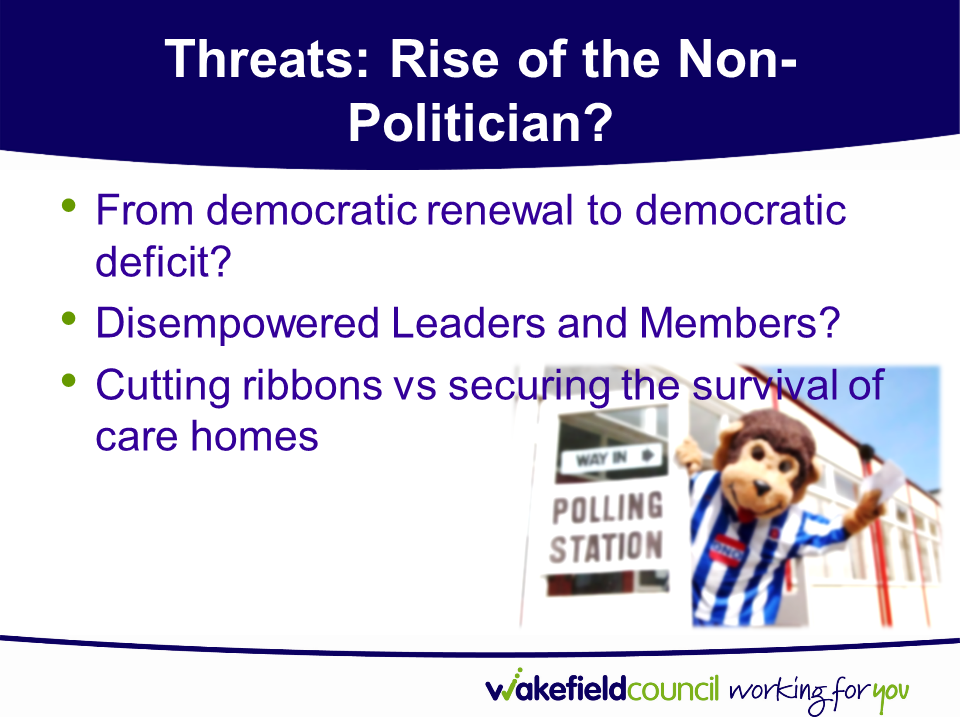 Threats: Rise of the Non-
Politician?
• From democratic renewal to democratic
deficit?
• Disempowered Leaders and Members?
• Cutting ribbons vs securing the survival of
care homes
WAY IN
POLLING
STATION
wakefieldcouncil working for you